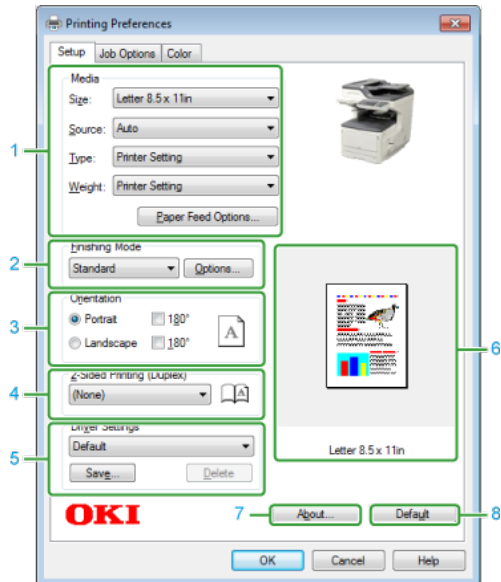 Printing Preferences
Setup Job Options Color
Media
Size: Letter 8.5 x 11in
Source: Auto
Type: Printer Setting
Weight: Printer Setting
Paper Feed Options...
1
Finishing Mode
Standard Options...
2
Orientation
Portrait 180°
Landscape 180°
A
3
2-Sided Printing (Duplex)
(None) A
4
Driver Settings
Default
Save... Delete
5
6
Letter 8.5 x 11in
OKI
7 About... Default 8
OK Cancel Help